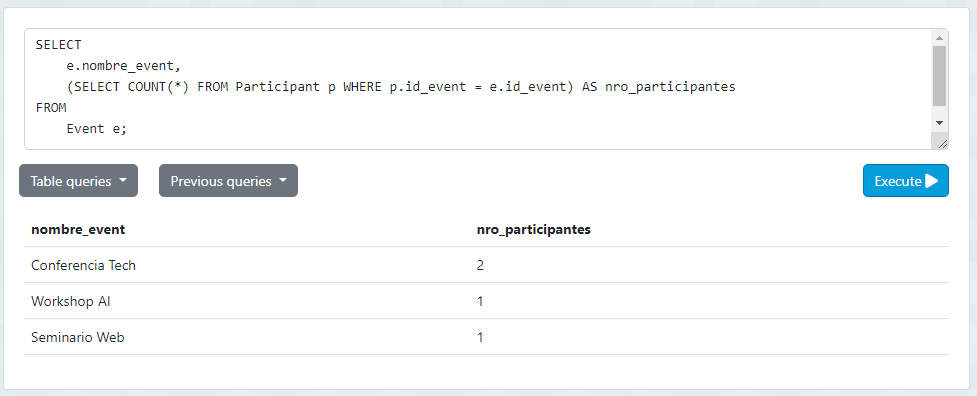 SELECT
    e.nombre_event,
    (SELECT COUNT(*) FROM Participant p WHERE p.id_event = e.id_event) AS nro_participantes
FROM
    Event e;
Table queries Previous queries Execute
nombre_event nro_participantes
Conferencia Tech 2
Workshop AI 1
Seminario Web 1